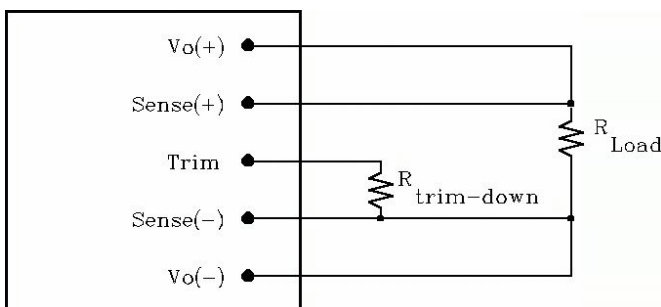 Vo(+)
Sense(+)
Trim
Sense(-)
Vo(-)
R
trim-down
R
Load